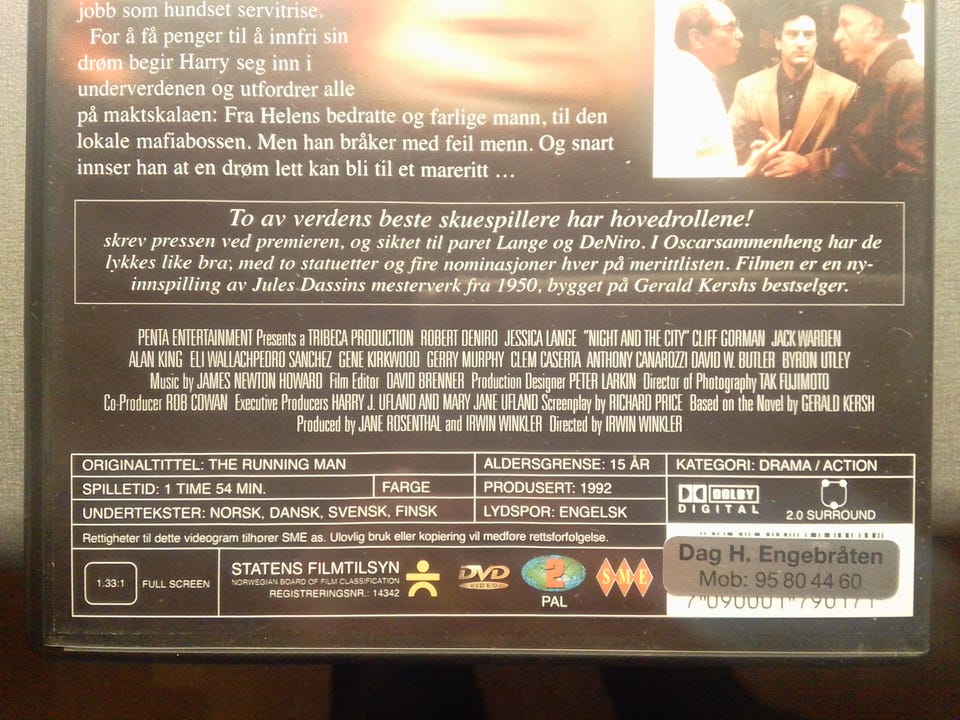 jobb som hundset servitrise.
For å få penger til å innfri sin
drøm begir Harry seg inn i
underverdenen og utfordrer alle
på maktskalaen: Fra Helens bedratte og farlige mann, til den
lokale mafiabossen. Men han bråker med feil menn. Og snart
innser han at en drøm lett kan bli til et mareritt ...
To av verdens beste skuespillere har hovedrollene!
skrev pressen ved premieren, og siktet til paret Lange og DeNiro. I Oscarsammenheng har de
lykkes like bra; med to statuetter og fire nominasjoner hver på merittlisten. Filmen er en ny-
innspilling av Jules Dassins mesterverk fra 1950, bygget på Gerald Kershs bestselger.
PENTA ENTERTAINMENT Presents a TRIBECA PRODUCTION ROBERT DENIRO JESSICA LANGE "NIGHT AND THE CITY" CLIFF GORMAN JACK WARDEN
ALAN KING ELI WALLACHPEDRO SANCHEZ GENE KIRKWOOD GERRY MURPHY CLEM CASERTA ANTHONY CANAROZZI DAVID W. BUTLER BYRON UTLEY
Music by JAMES NEWTON HOWARD Film Editor DAVID BRENNER Production Designer PETER LARKIN Director of Photography TAK FUJIMOTO
Co-Producer ROB COWAN Executive Producers HARRY J. UFLAND AND MARY JANE UFLAND Screenplay by RICHARD PRICE Based on the Novel by GERALD KERSH
Produced by JANE ROSENTHAL and IRWIN WINKLER Directed by IRWIN WINKLER
ORIGINALTITTEL: THE RUNNING MAN
ALDERSGRENSE: 15 ÅR
KATEGORI: DRAMA / ACTION
SPILLETID: 1 TIME 54 MIN.
FARGE
PRODUSERT: 1992
UNDERTEKSTER: NORSK, DANSK, SVENSK, FINSK
LYDSPOR: ENGELSK
DOLBY
DIGITAL
2.0 SURROUND
Rettigheter til dette videogram tilhører SME as. Ulovlig bruk eller kopiering vil medføre rettsforfølgelse.
1.33:1
FULL SCREEN
STATENS FILMTILSYN
NORWEGIAN BOARD OF FILM CLASSIFICATION
REGISTRERINGSNR.: 14342
DVD
VIDEO
2
PAL
SME
Dag H. Engebråten
Mob: 95 80 44 60
7 090001 790171